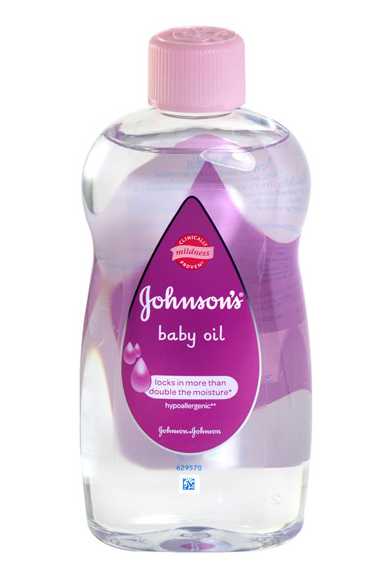 CLINICALLY
mildness
PROVEN*
Johnson's®
baby oil
locks in more than
double the moisture*
hypoallergenic**
Johnson & Johnson
629570